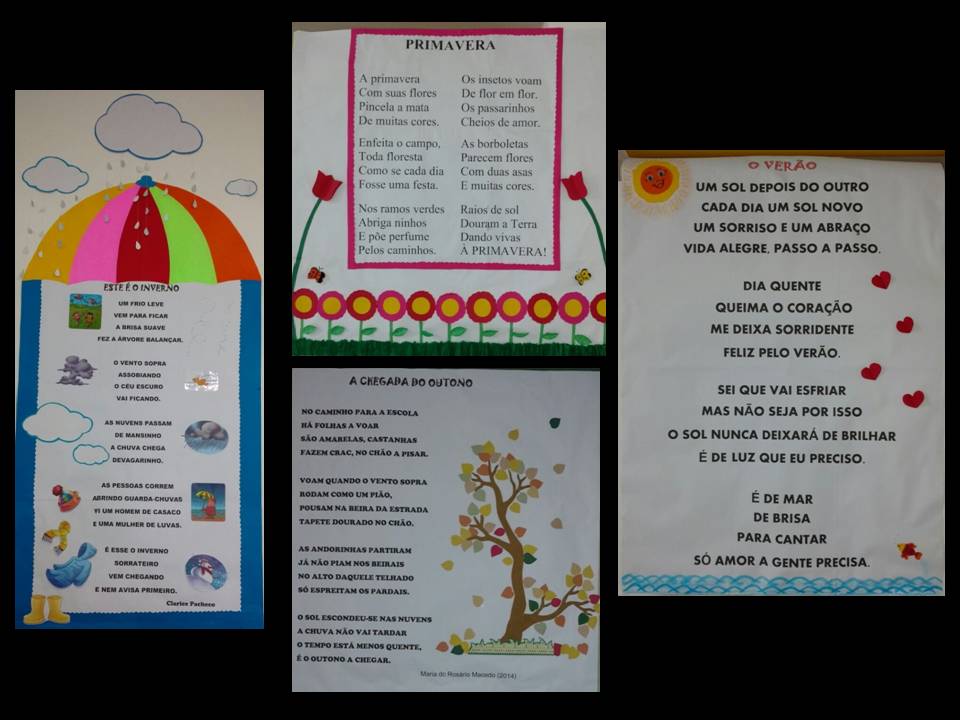 ESTE É O INVERNO
UM FRIO LEVE
VEM PARA FICAR
A BRISA SUAVE
FEZ A ÁRVORE BALANÇAR.
O VENTO SOPRA
ASSOBIANDO
O CÉU ESCURO
VAI FICANDO.
AS NUVENS PASSAM
DE MANSINHO
A CHUVA CHEGA
DEVAGARINHO.
AS PESSOAS CORREM
ABRINDO GUARDA-CHUVAS
VI UM HOMEM DE CASACO
E UMA MULHER DE LUVAS.
É ESSE O INVERNO
SORRATEIRO
VEM CHEGANDO
E NEM AVISA PRIMEIRO.
Clarice Pacheco
PRIMAVERA
A primavera
Com suas flores
Pincela a mata
De muitas cores.
Enfeita o campo,
Toda floresta
Como se cada dia
Fosse uma festa.
Nos ramos verdes
Abriga ninhos
E põe perfume
Pelos caminhos.
Os insetos voam
De flor em flor.
Os passarinhos
Cheios de amor.
As borboletas
Parecem flores
Com duas asas
E muitas cores.
Raios de sol
Douram a Terra
Dando vivas
À PRIMAVERA!
A CHEGADA DO OUTONO
NO CAMINHO PARA A ESCOLA
HÁ FOLHAS A VOAR
SÃO AMARELAS, CASTANHAS
FAZEM CRAC, NO CHÃO A PISAR.
VOAM QUANDO O VENTO SOPRA
RODAM COMO UM PIÃO,
POUSAM NA BEIRA DA ESTRADA
TAPETE DOURADO NO CHÃO.
AS ANDORINHAS PARTIRAM
JÁ NÃO PIAM NOS BEIRAIS
NO ALTO DAQUELE TELHADO
SÓ ESPREITAM OS PARDAIS.
O SOL ESCONDEU-SE NAS NUVENS
A CHUVA NÃO VAI TARDAR
O TEMPO ESTÁ MENOS QUENTE,
É O OUTONO A CHEGAR.
Maria do Rosário Macedo (2014)
O VERÃO
UM SOL DEPOIS DO OUTRO
CADA DIA UM SOL NOVO
UM SORRISO E UM ABRAÇO
VIDA ALEGRE, PASSO A PASSO.
DIA QUENTE
QUEIMA O CORAÇÃO
ME DEIXA SORRIDENTE
FELIZ PELO VERÃO.
SEI QUE VAI ESFRIAR
MAS NÃO SEJA POR ISSO
O SOL NUNCA DEIXARÁ DE BRILHAR
É DE LUZ QUE EU PRECISO.
É DE MAR
DE BRISA
PARA CANTAR
SÓ AMOR A GENTE PRECISA.